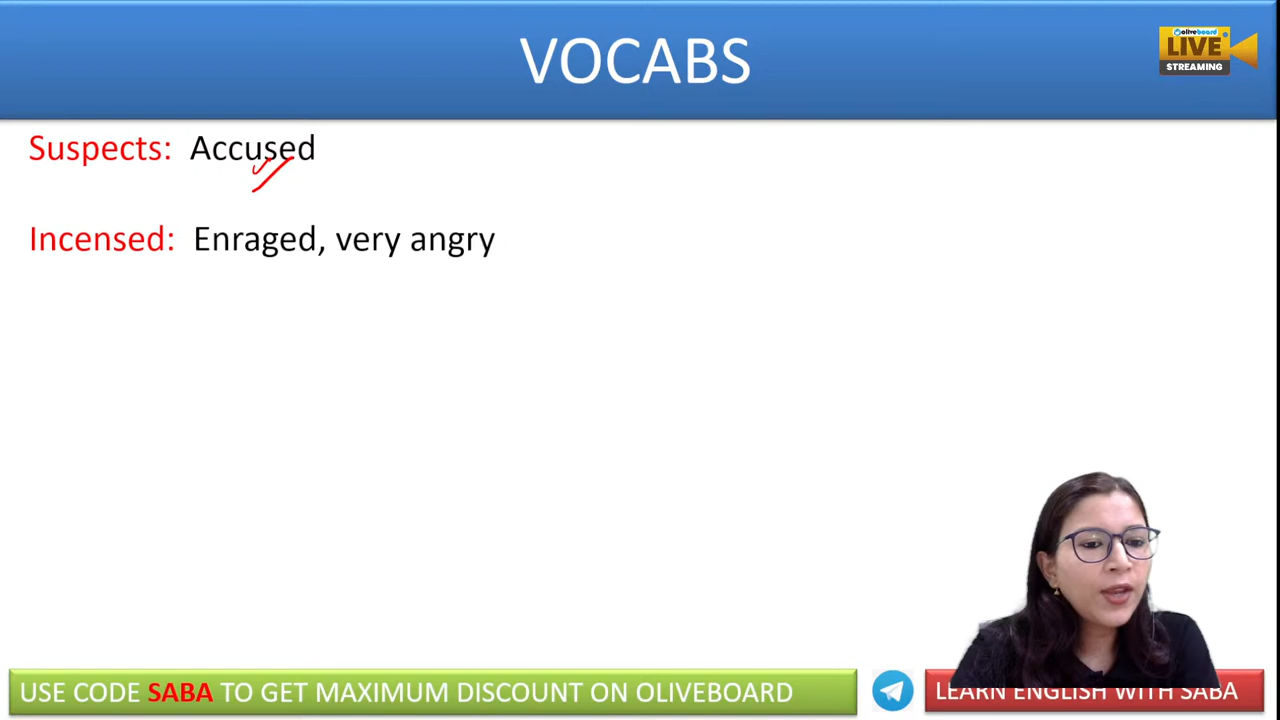 VOCABS
oliveboard
LIVE
STREAMING
Suspects: Accused
Incensed: Enraged, very angry
USE CODE SABA TO GET MAXIMUM DISCOUNT ON OLIVEBOARD
LEARN ENGLISH WITH SABA